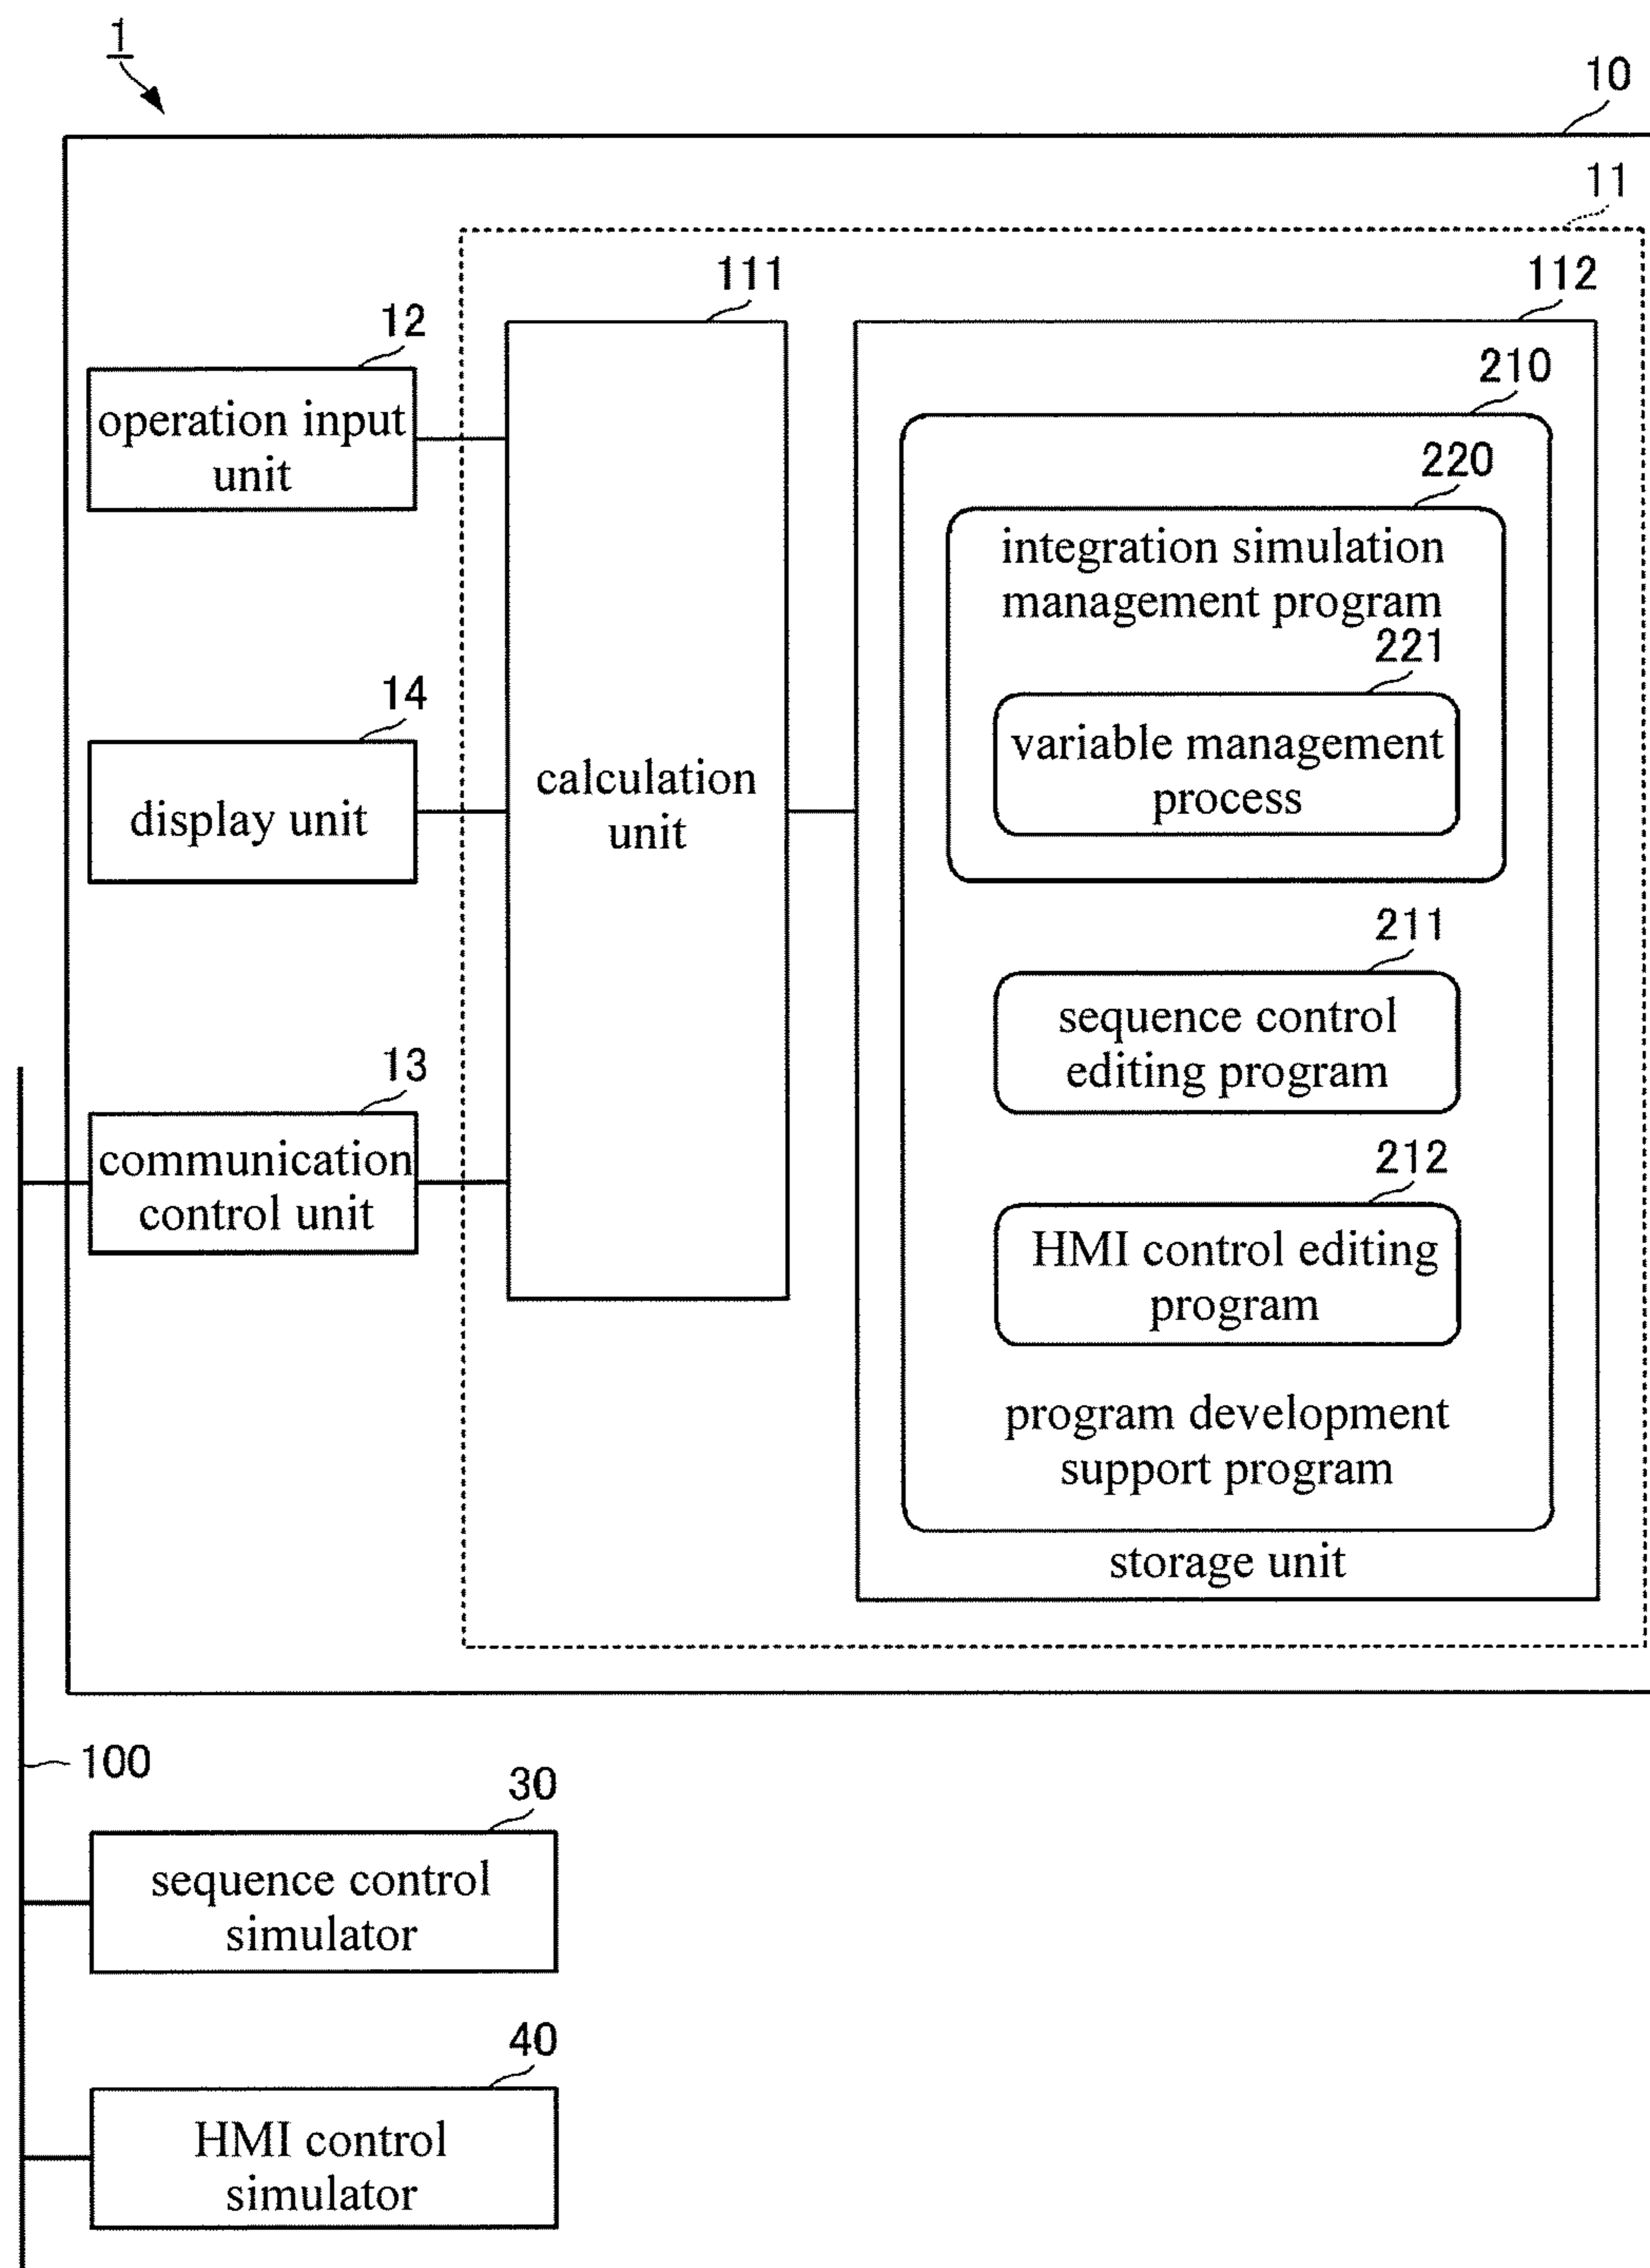 1
10
11
111
112
12
operation input
unit
210
220
integration simulation
management program
221
variable management
process
14
display unit
calculation
unit
211
sequence control
editing program
13
communication
control unit
212
HMI control editing
program
program development
support program
storage unit
100
30
sequence control
simulator
40
HMI control
simulator